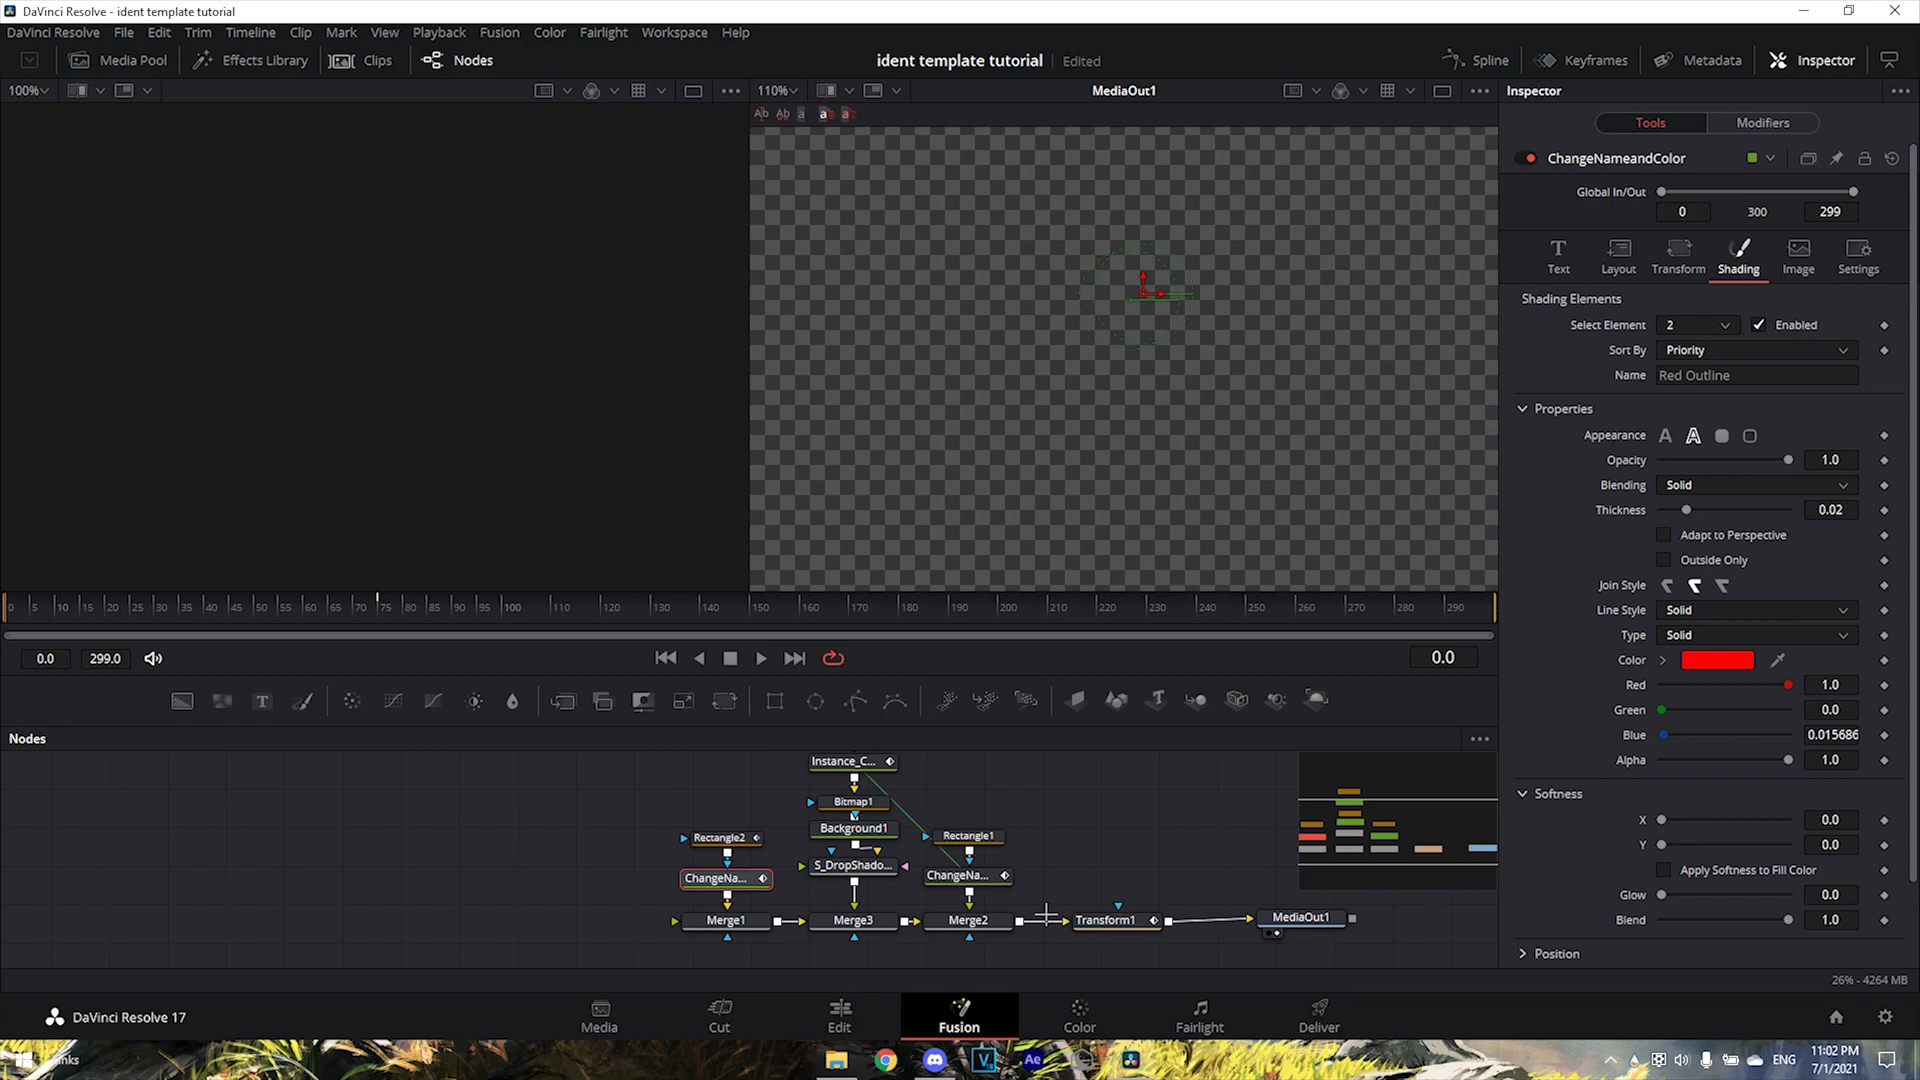 DaVinci Resolve - ident template tutorial
DaVinci Resolve File Edit Trim Timeline Clip Mark View Playback Fusion Color Fairlight Workspace Help
Media Pool Effects Library Clips Nodes ident template tutorial Edited Spline Keyframes Metadata Inspector
100% 110% MediaOut1 Inspector
Tools Modifiers
ChangeNameandColor
Global In/Out
0 300 299
Text Layout Transform Shading Image Settings
Shading Elements
Select Element 2 Enabled
Sort By Priority
Name Red Outline
Properties
Appearance
Opacity 1.0
Blending Solid
Thickness 0.02
Adapt to Perspective
Outside Only
Join Style
Line Style Solid
Type Solid
Color
Red 1.0
Green 0.0
Blue 0.015686
Alpha 1.0
Softness
X 0.0
Y 0.0
Apply Softness to Fill Color
Glow 0.0
Blend 1.0
Position
0 5 10 15 20 25 30 35 40 45 50 55 60 65 70 75 80 85 90 95 100 110 120 130 140 150 160 170 180 190 200 210 220 230 240 250 260 270 280 290
0.0 299.0 0.0
Nodes
Instance_C...
Bitmap1
Background1
Rectangle2 Rectangle1
S_DropShado...
ChangeNa... ChangeNa...
Merge1 Merge3 Merge2 Transform1 MediaOut1
26% - 4264 MB
DaVinci Resolve 17
Media Cut Edit Fusion Color Fairlight Deliver
ENG
11:02 PM
7/1/2021